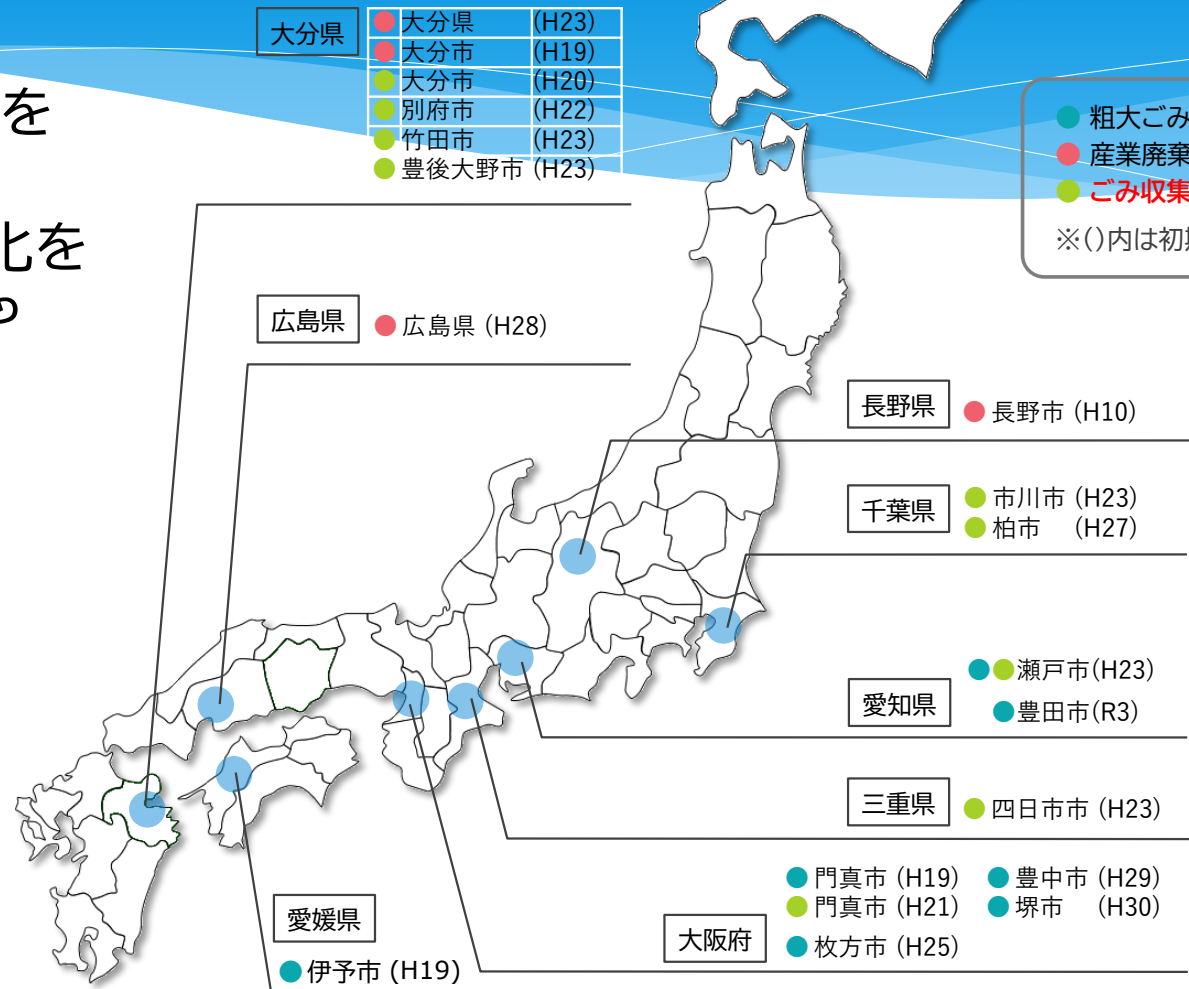 を
化を
大分県
●大分県 (H23)
●大分市 (H19)
●大分市 (H20)
●別府市 (H22)
●竹田市 (H23)
●豊後大野市 (H23)
●粗大ごみ
●産業廃棄
●ごみ収集
※()内は初
広島県
●広島県 (H28)
長野県
●長野市 (H10)
千葉県
●市川市 (H23)
●柏市 (H27)
愛知県
●●瀬戸市(H23)
●豊田市(R3)
三重県
●四日市市 (H23)
大阪府
●門真市 (H19) ●豊中市 (H29)
●門真市 (H21) ●堺市 (H30)
●枚方市 (H25)
愛媛県
●伊予市 (H19)